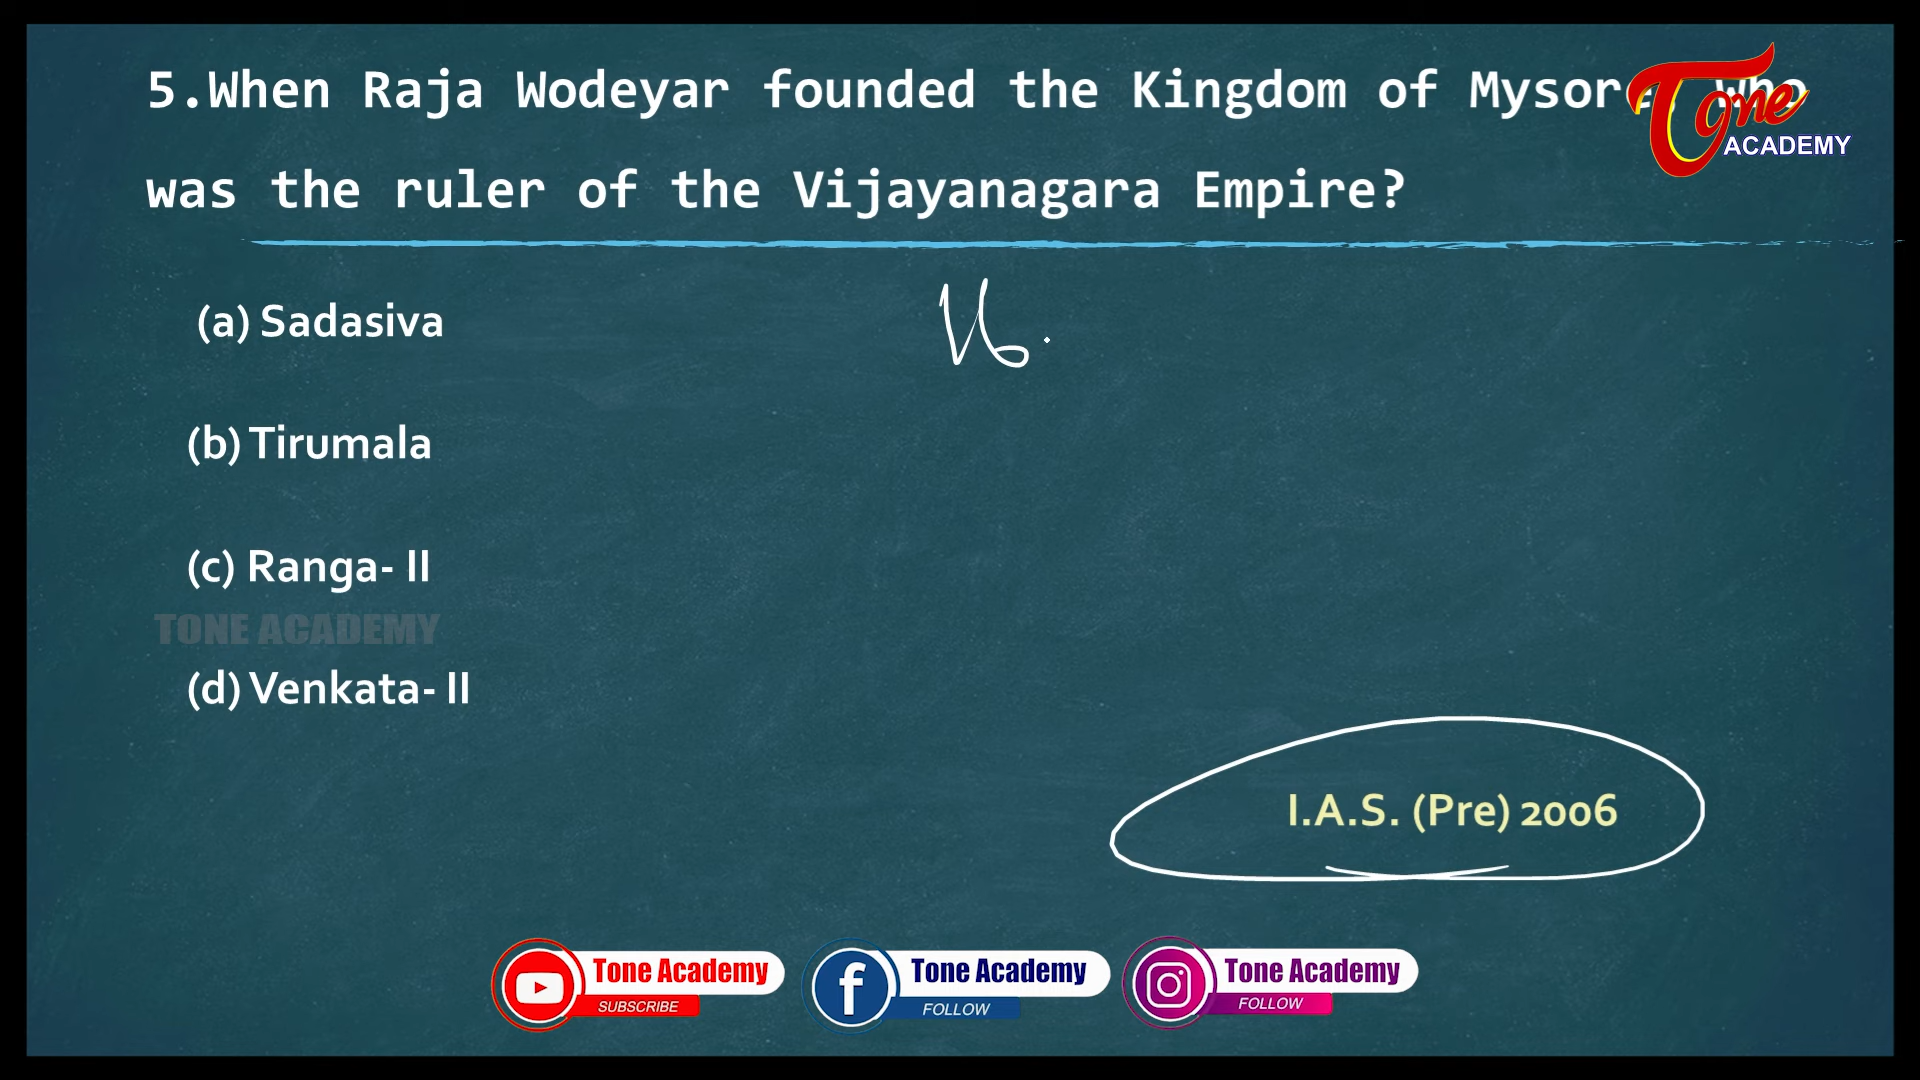 5.When Raja Wodeyar founded the Kingdom of Mysore, who
was the ruler of the Vijayanagara Empire?
Tone
ACADEMY
(a) Sadasiva
(b) Tirumala
(c) Ranga- II
TONE ACADEMY
(d) Venkata- II
I.A.S. (Pre) 2006
Tone Academy
SUBSCRIBE
Tone Academy
FOLLOW
Tone Academy
FOLLOW